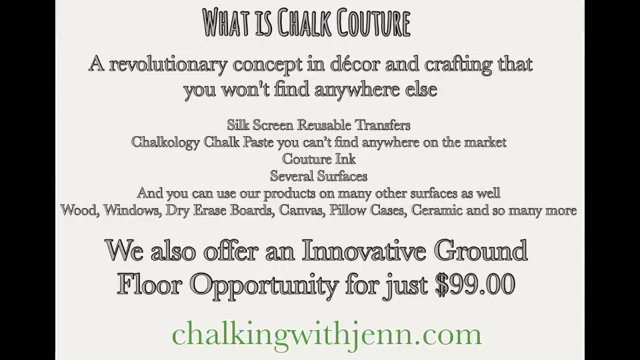 What is Chalk Couture
A revolutionary concept in décor and crafting that
you won't find anywhere else
Silk Screen Reusable Transfers
Chalkology Chalk Paste you can't find anywhere on the market
Couture Ink
Several Surfaces
And you can use our products on many other surfaces as well
Wood, Windows, Dry Erase Boards, Canvas, Pillow Cases, Ceramic and so many more
We also offer an Innovative Ground
Floor Opportunity for just $99.00
chalkingwithjenn.com